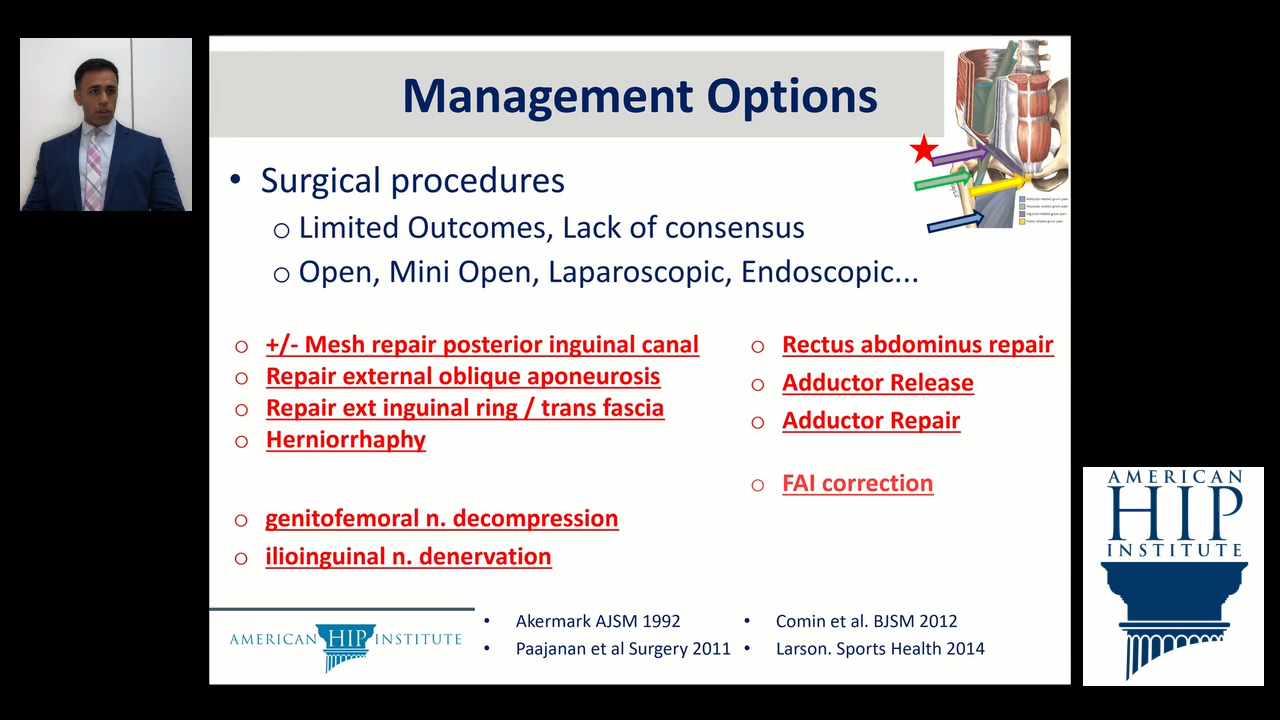 Management Options
• Surgical procedures
o Limited Outcomes, Lack of consensus
o Open, Mini Open, Laparoscopic, Endoscopic...
o +/- Mesh repair posterior inguinal canal
o Repair external oblique aponeurosis
o Repair ext inguinal ring / trans fascia
o Herniorrhaphy
o genitofemoral n. decompression
o ilioinguinal n. denervation
o Rectus abdominus repair
o Adductor Release
o Adductor Repair
o FAI correction
AMERICAN HIP INSTITUTE
• Akermark AJSM 1992
• Paajanan et al Surgery 2011
• Comin et al. BJSM 2012
• Larson. Sports Health 2014
AMERICAN
HIP
INSTITUTE